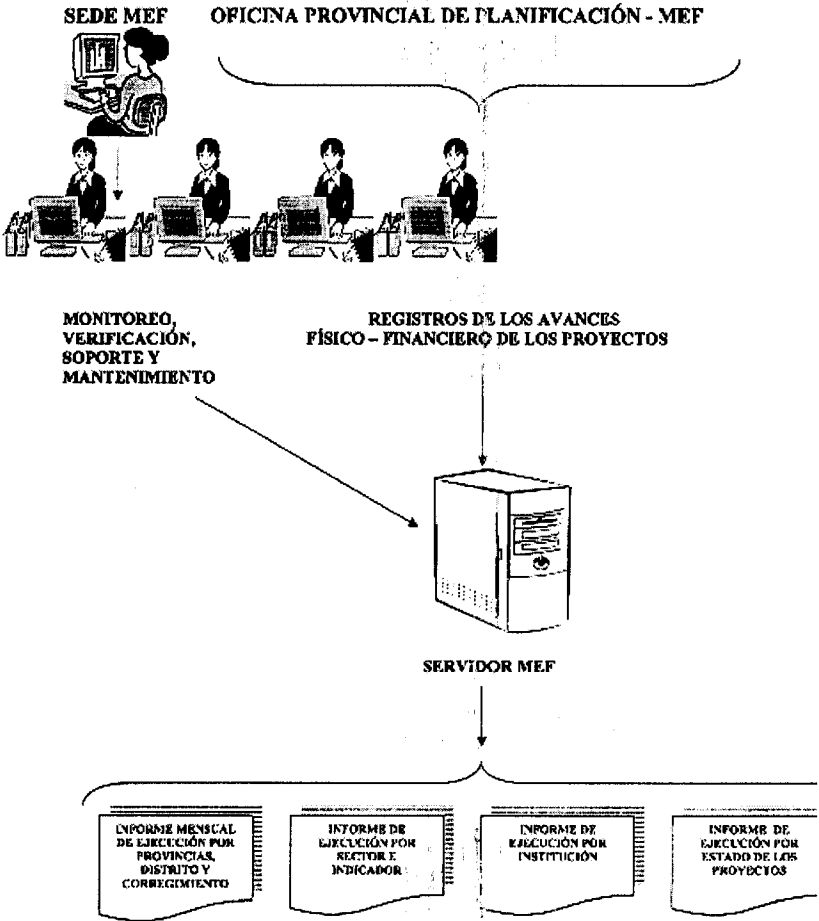 SEDE MEF
OFICINA PROVINCIAL DE PLANIFICACIÓN - MEF
MONITOREO,
VERIFICACIÓN,
SOPORTE Y
MANTENIMIENTO
REGISTROS DE LOS AVANCES
FÍSICO – FINANCIERO DE LOS PROYECTOS
SERVIDOR MEF
INFORME MENSUAL
DE EJECUCIÓN POR
PROVINCIAS,
DISTRITO Y
CORREGIMIENTO
INFORME DE
EJECUCIÓN POR
SECTOR E
INDICADOR
INFORME DE
EJECUCIÓN POR
INSTITUCIÓN
INFORME DE
EJECUCIÓN POR
ESTADO DE LOS
PROYECTOS